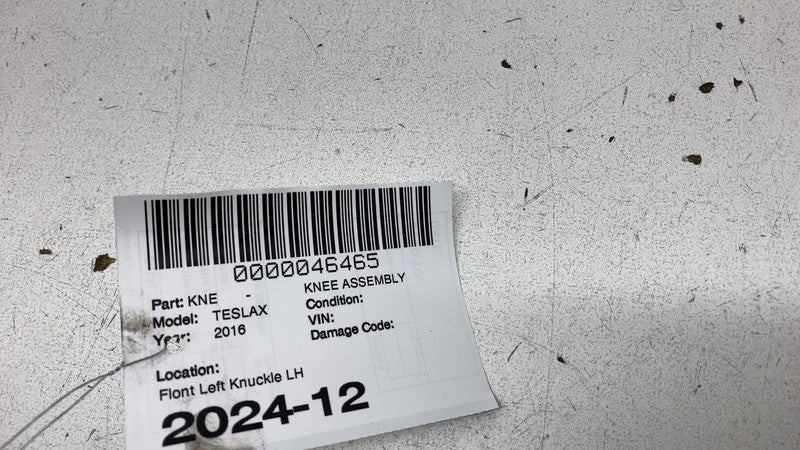 0000046465
Part: KNE - KNEE ASSEMBLY
Model: TESLAX Condition:
Year: 2016 VIN:
Damage Code:
Location:
Flont Left Knuckle LH
2024-12